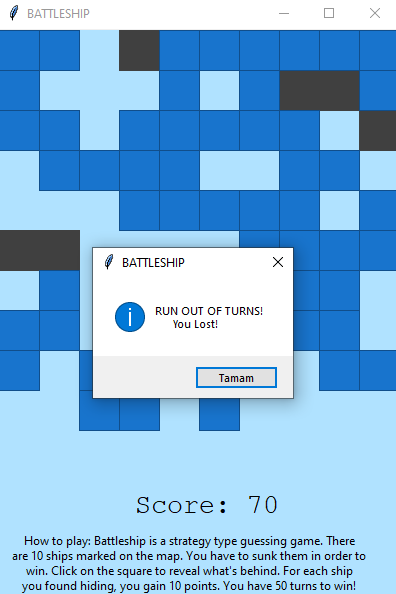 BATTLESHIP
BATTLESHIP
RUN OUT OF TURNS!
You Lost!
Tamam
Score: 70
How to play: Battleship is a strategy type guessing game. There
are 10 ships marked on the map. You have to sunk them in order to
win. Click on the square to reveal what's behind. For each ship
you found hiding, you gain 10 points. You have 50 turns to win!